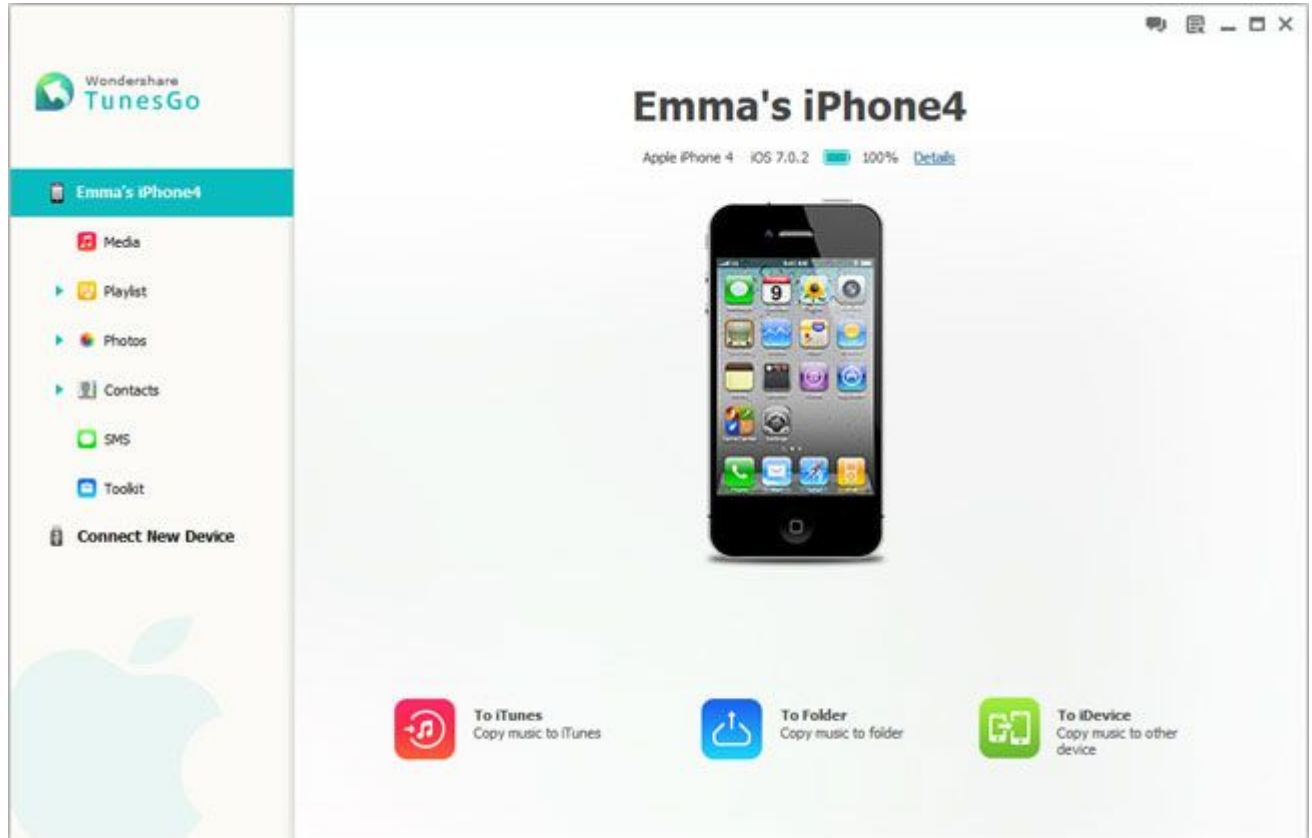 Wondershare
TunesGo
Emma's iPhone4
Media
Playlist
Photos
Contacts
SMS
Toolkit
Connect New Device
Emma's iPhone4
Apple iPhone 4 iOS 7.0.2 100% Details
9
To iTunes
Copy music to iTunes
To Folder
Copy music to folder
To iDevice
Copy music to other
device